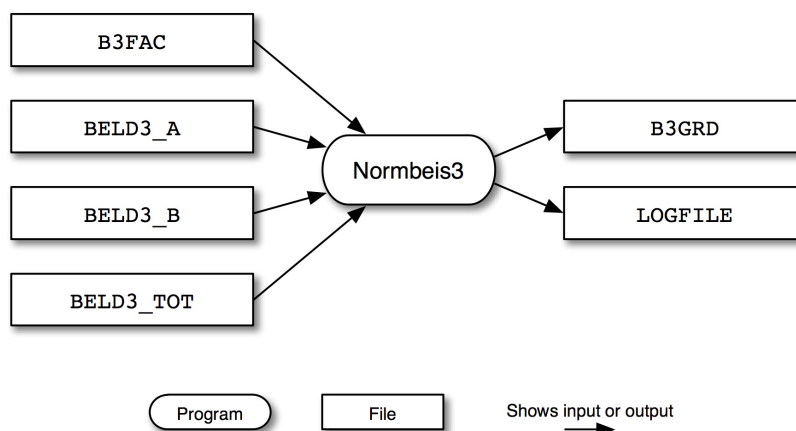 B3FAC
BELD3_A
BELD3_B
BELD3_TOT
Normbeis3
B3GRD
LOGFILE
Program
File
Shows input or output